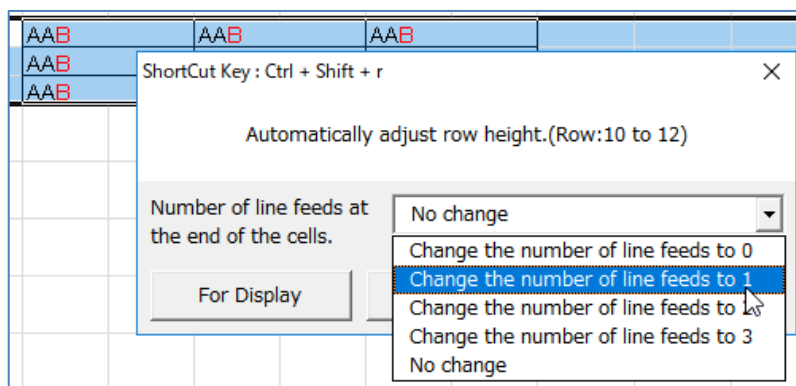 AAB AAB AAB
AAB
AAB
ShortCut Key : Ctrl + Shift + r
Automatically adjust row height.(Row:10 to 12)
Number of line feeds at
the end of the cells.
No change
Change the number of line feeds to 0
Change the number of line feeds to 1
Change the number of line feeds to
Change the number of line feeds to 3
No change
For Display